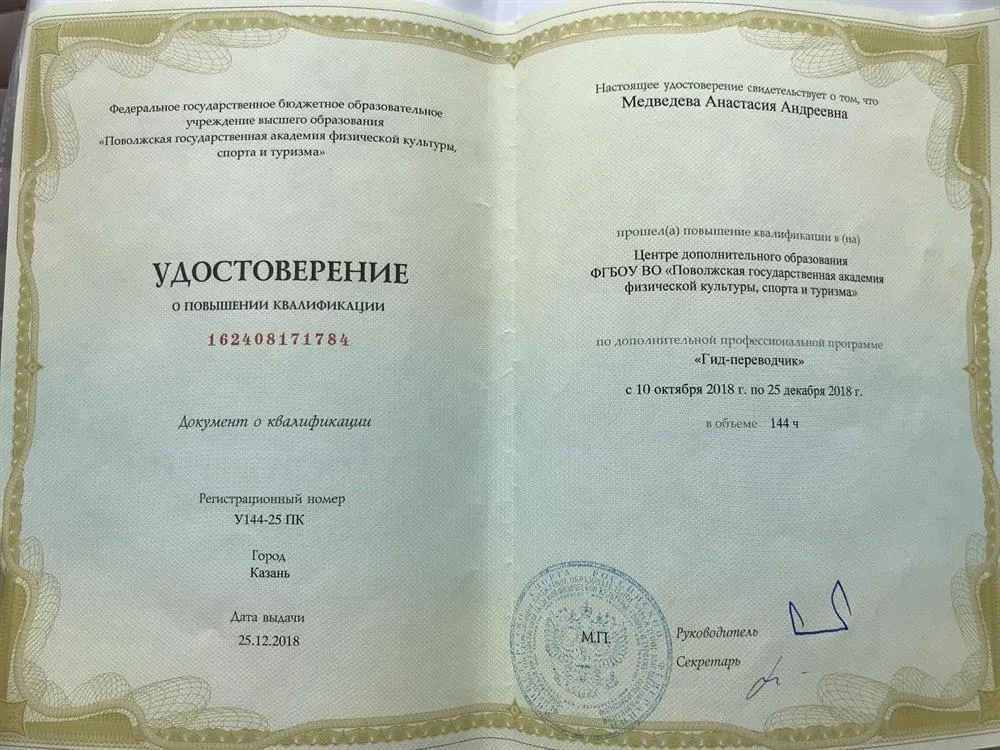 Федеральное государственное бюджетное образовательное
учреждение высшего образования
«Поволжская государственная академия физической культуры,
спорта и туризма»
УДОСТОВЕРЕНИЕ
О ПОВЫШЕНИИ КВАЛИФИКАЦИИ
162408171784
Документ о квалификации
Регистрационный номер
У144-25 ПК
Город
Казань
Дата выдачи
25.12.2018
Настоящее удостоверение свидетельствует о том, что
Медведева Анастасия Андреевна
прошел(а) повышение квалификации в (на)
Центре дополнительного образования
ФГБОУ ВО «Поволжская государственная академия
физической культуры, спорта и туризма»
по дополнительной профессиональной программе
«Гид-переводчик»
с 10 октября 2018 г. по 25 декабря 2018 г.
в объеме 144 ч
М.П.
Руководитель
Секретарь